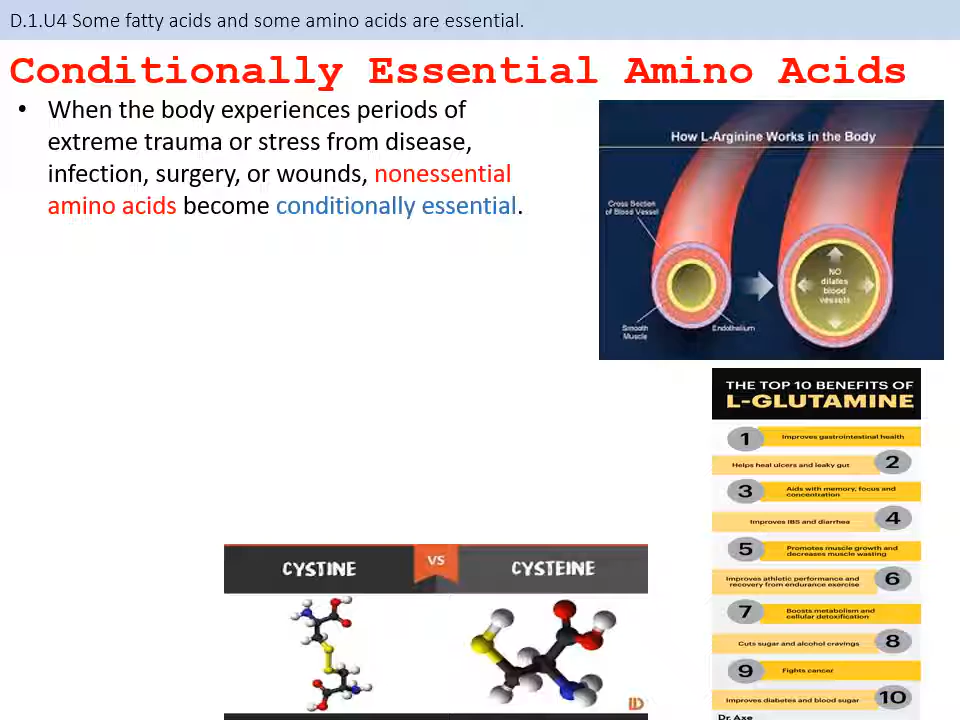 D.1.U4 Some fatty acids and some amino acids are essential.
Conditionally Essential Amino Acids
• When the body experiences periods of
extreme trauma or stress from disease,
infection, surgery, or wounds, nonessential
amino acids become conditionally essential.
How L-Arginine Works in the Body
Cross Section
of Blood Vessel
NO
dilates
blood
vessels
Smooth
Muscle
Endothelium
THE TOP 10 BENEFITS OF
L-GLUTAMINE
1 Improves gastrointestinal health
Helps heal ulcers and leaky gut 2
3 Aids with memory, focus and
concentration
Improves IBS and diarrhea 4
5 Promotes muscle growth and
decreases muscle wasting
Improves athletic performance and
recovery from endurance exercise 6
7 Boosts metabolism and
cellular detoxification
Cuts sugar and alcohol cravings 8
9 Fights cancer
Improves diabetes and blood sugar 10
Dr. Axe
CYSTINE VS CYSTEINE